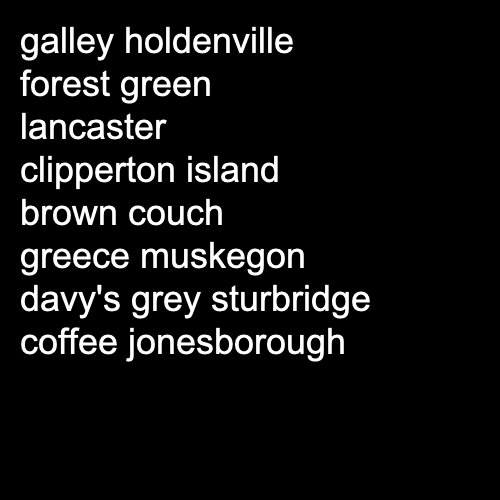 galley holdenville
forest green
lancaster
clipperton island
brown couch
greece muskegon
davy's grey sturbridge
coffee jonesborough